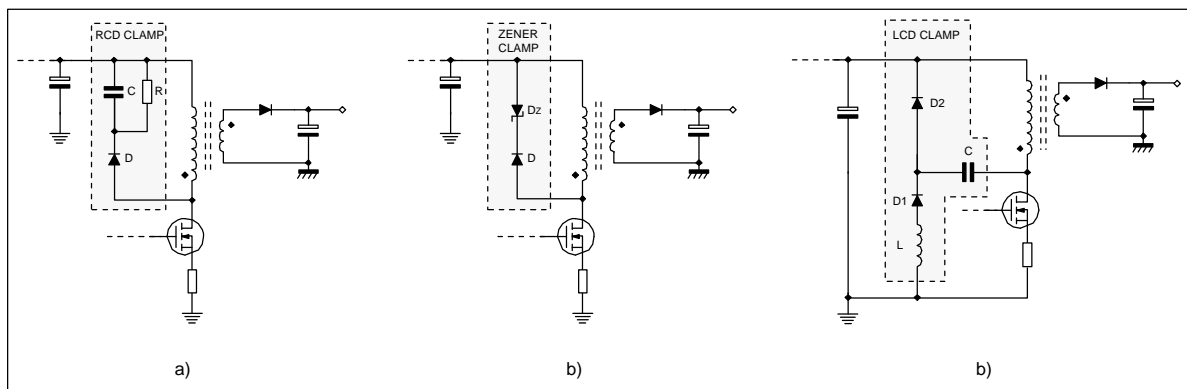 RCD CLAMP
C
R
D
a)
ZENER
CLAMP
Dz
D
b)
LCD CLAMP
D2
C
D1
L
b)